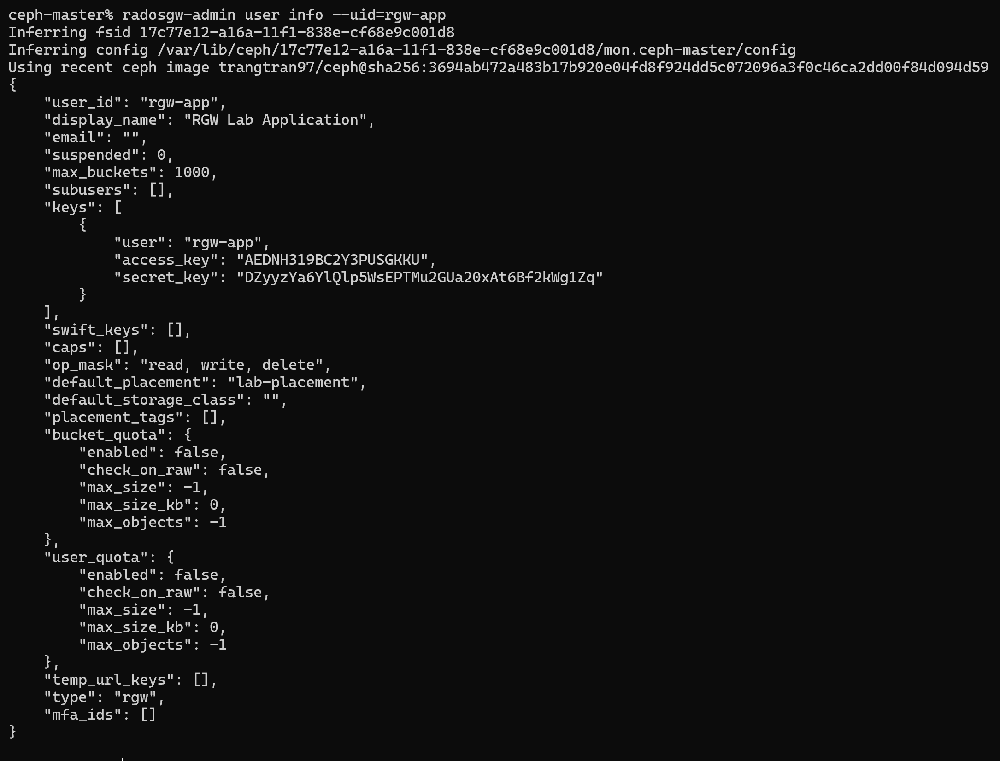 ceph-master% radosgw-admin user info --uid=rgw-app
Inferring fsid 17c77e12-a16a-11f1-838e-cf68e9c001d8
Inferring config /var/lib/ceph/17c77e12-a16a-11f1-838e-cf68e9c001d8/mon.ceph-master/config
Using recent ceph image trangtran97/ceph@sha256:3694ab472a483b17b920e04fd8f924dd5c072096a3f0c46ca2dd00f84d094d59
{
    "user_id": "rgw-app",
    "display_name": "RGW Lab Application",
    "email": "",
    "suspended": 0,
    "max_buckets": 1000,
    "subusers": [],
    "keys": [
        {
            "user": "rgw-app",
            "access_key": "AEDNH319BC2Y3PUSGKKU",
            "secret_key": "DZyyzYa6YlQlp5WsEPTMu2GUa20xAt6Bf2kWg1Zq"
        }
    ],
    "swift_keys": [],
    "caps": [],
    "op_mask": "read, write, delete",
    "default_placement": "lab-placement",
    "default_storage_class": "",
    "placement_tags": [],
    "bucket_quota": {
        "enabled": false,
        "check_on_raw": false,
        "max_size": -1,
        "max_size_kb": 0,
        "max_objects": -1
    },
    "user_quota": {
        "enabled": false,
        "check_on_raw": false,
        "max_size": -1,
        "max_size_kb": 0,
        "max_objects": -1
    },
    "temp_url_keys": [],
    "type": "rgw",
    "mfa_ids": []
}